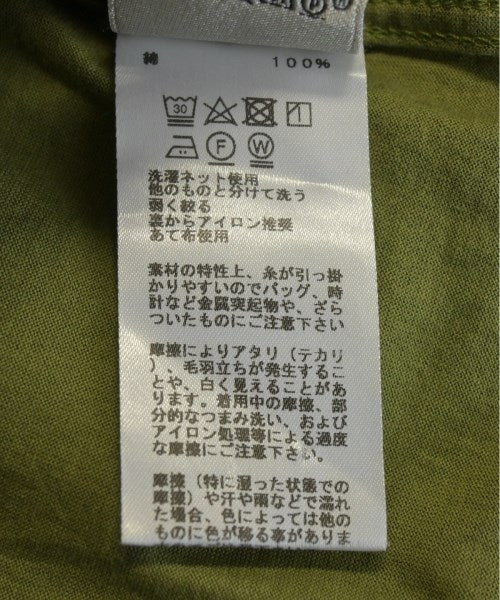 綿 100%
30
F W
洗濯ネット使用
他のものと分けて洗う
弱く絞る
裏からアイロン推奨
あて布使用
素材の特性上、糸が引っ掛
かりやすいのでバッグ、時
計など金属突起物や、ざら
ついたものにご注意下さい
摩擦によりアタリ(テカリ
)、毛羽立ちが発生するこ
とや、白く見えることがあ
ります。着用中の摩擦、部
分的なつまみ洗い、および
アイロン処理等による過度
な摩擦にご注意下さい。
摩擦(特に湿った状態での
摩擦)や汗や雨などで濡れ
た場合、色によっては他の
ものに色が移る事がありま